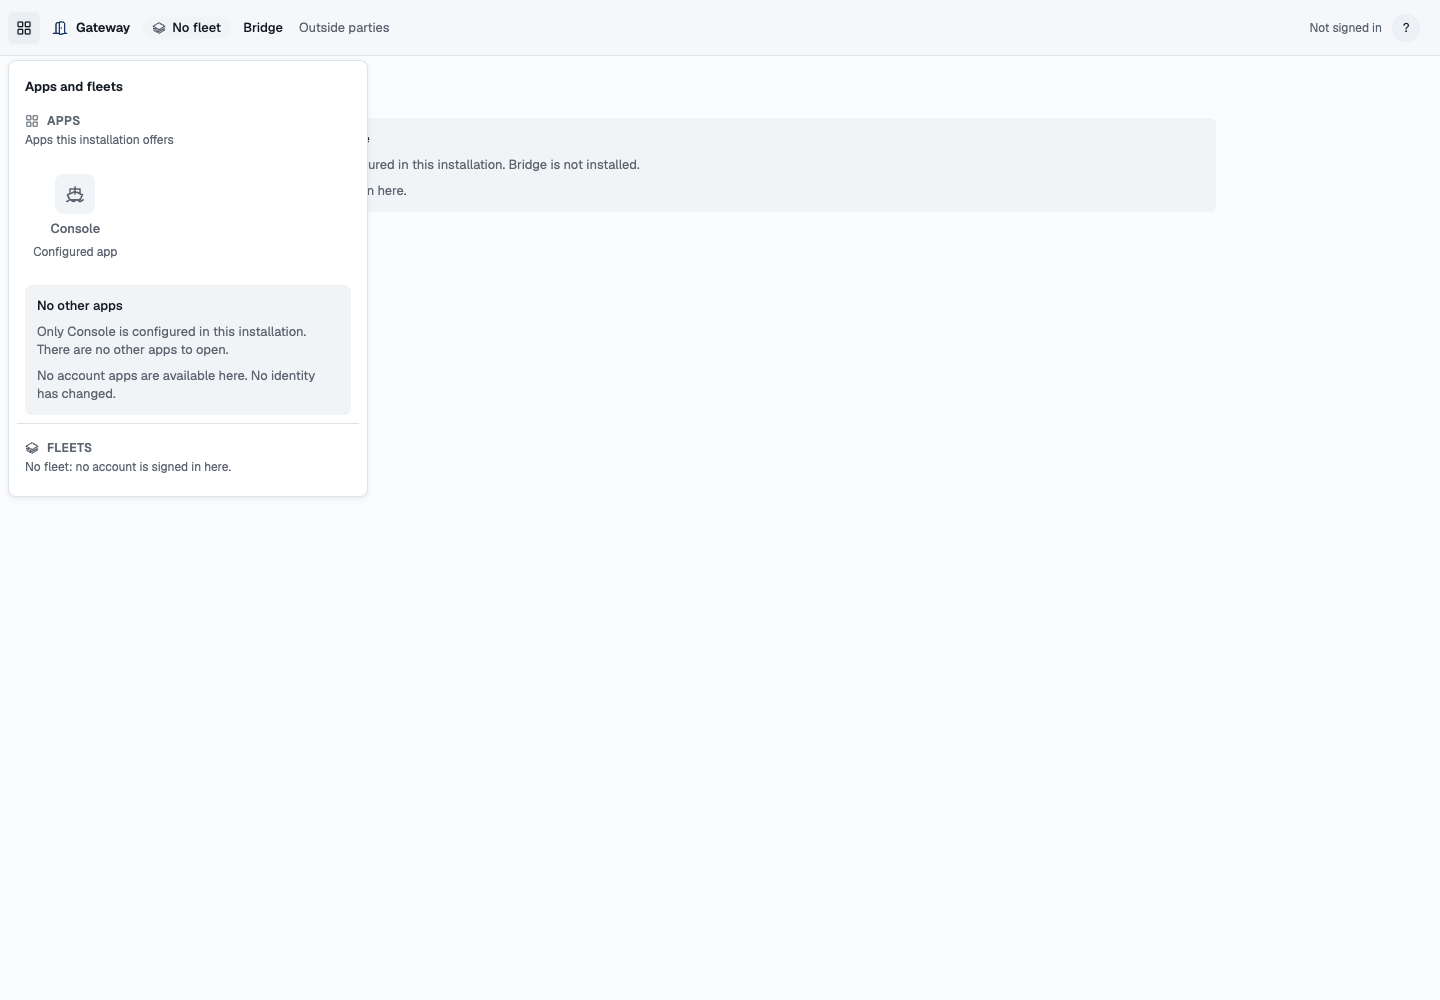 Gateway
No fleet
Bridge
Outside parties
Not signed in
?
Apps and fleets
APPS
Apps this installation offers
Console
Configured app
No other apps
Only Console is configured in this installation.
There are no other apps to open.
No account apps are available here. No identity
has changed.
FLEETS
No fleet: no account is signed in here.
in this installation. Bridge is not installed.
here.